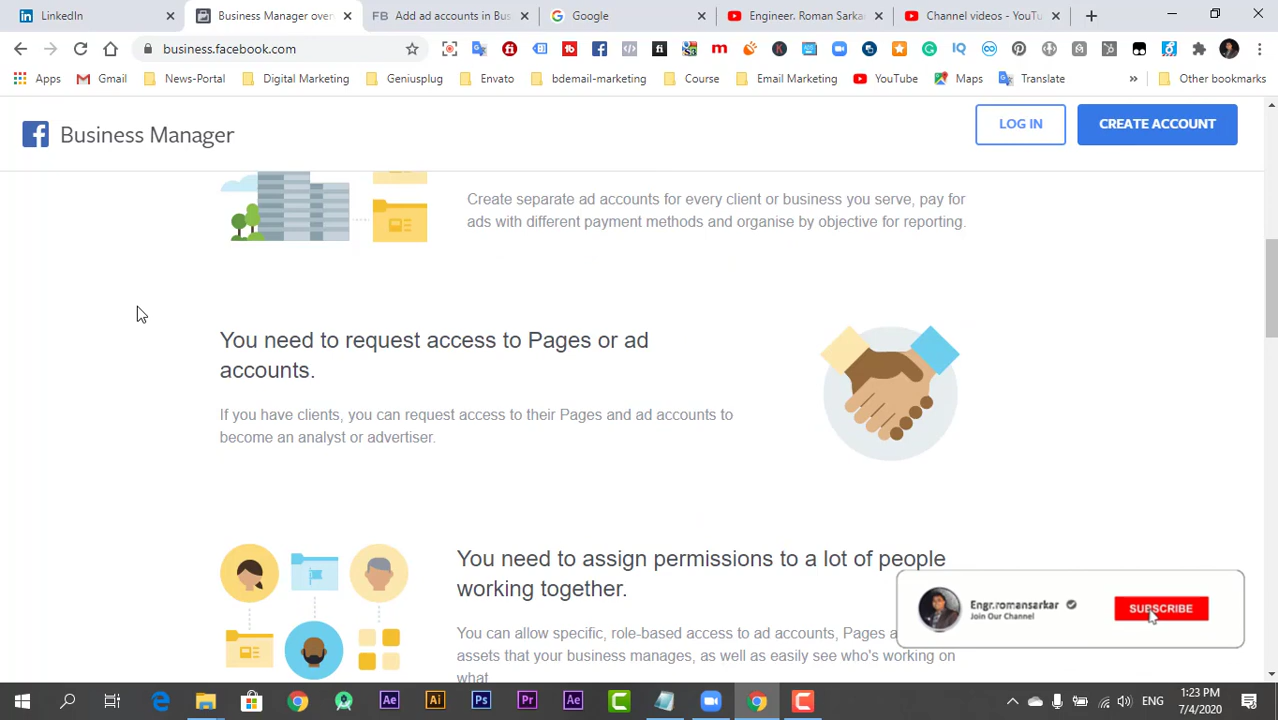 LinkedIn
Business Manager over
Add ad accounts in Bus
Google
Engineer. Roman Sarkar
Channel videos - YouTu
business.facebook.com
Apps
Gmail
News-Portal
Digital Marketing
Geniusplug
Envato
bdemail-marketing
Course
Email Marketing
YouTube
Maps
Translate
Other bookmarks
Business Manager
LOG IN
CREATE ACCOUNT
Create separate ad accounts for every client or business you serve, pay for
ads with different payment methods and organise by objective for reporting.
You need to request access to Pages or ad
accounts.
If you have clients, you can request access to their Pages and ad accounts to
become an analyst or advertiser.
You need to assign permissions to a lot of people
working together.
You can allow specific, role-based access to ad accounts, Pages a
assets that your business manages, as well as easily see who's working on
what
Engr.romansarkar
Join Our Channel
SUBSCRIBE
ENG
1:23 PM
7/4/2020